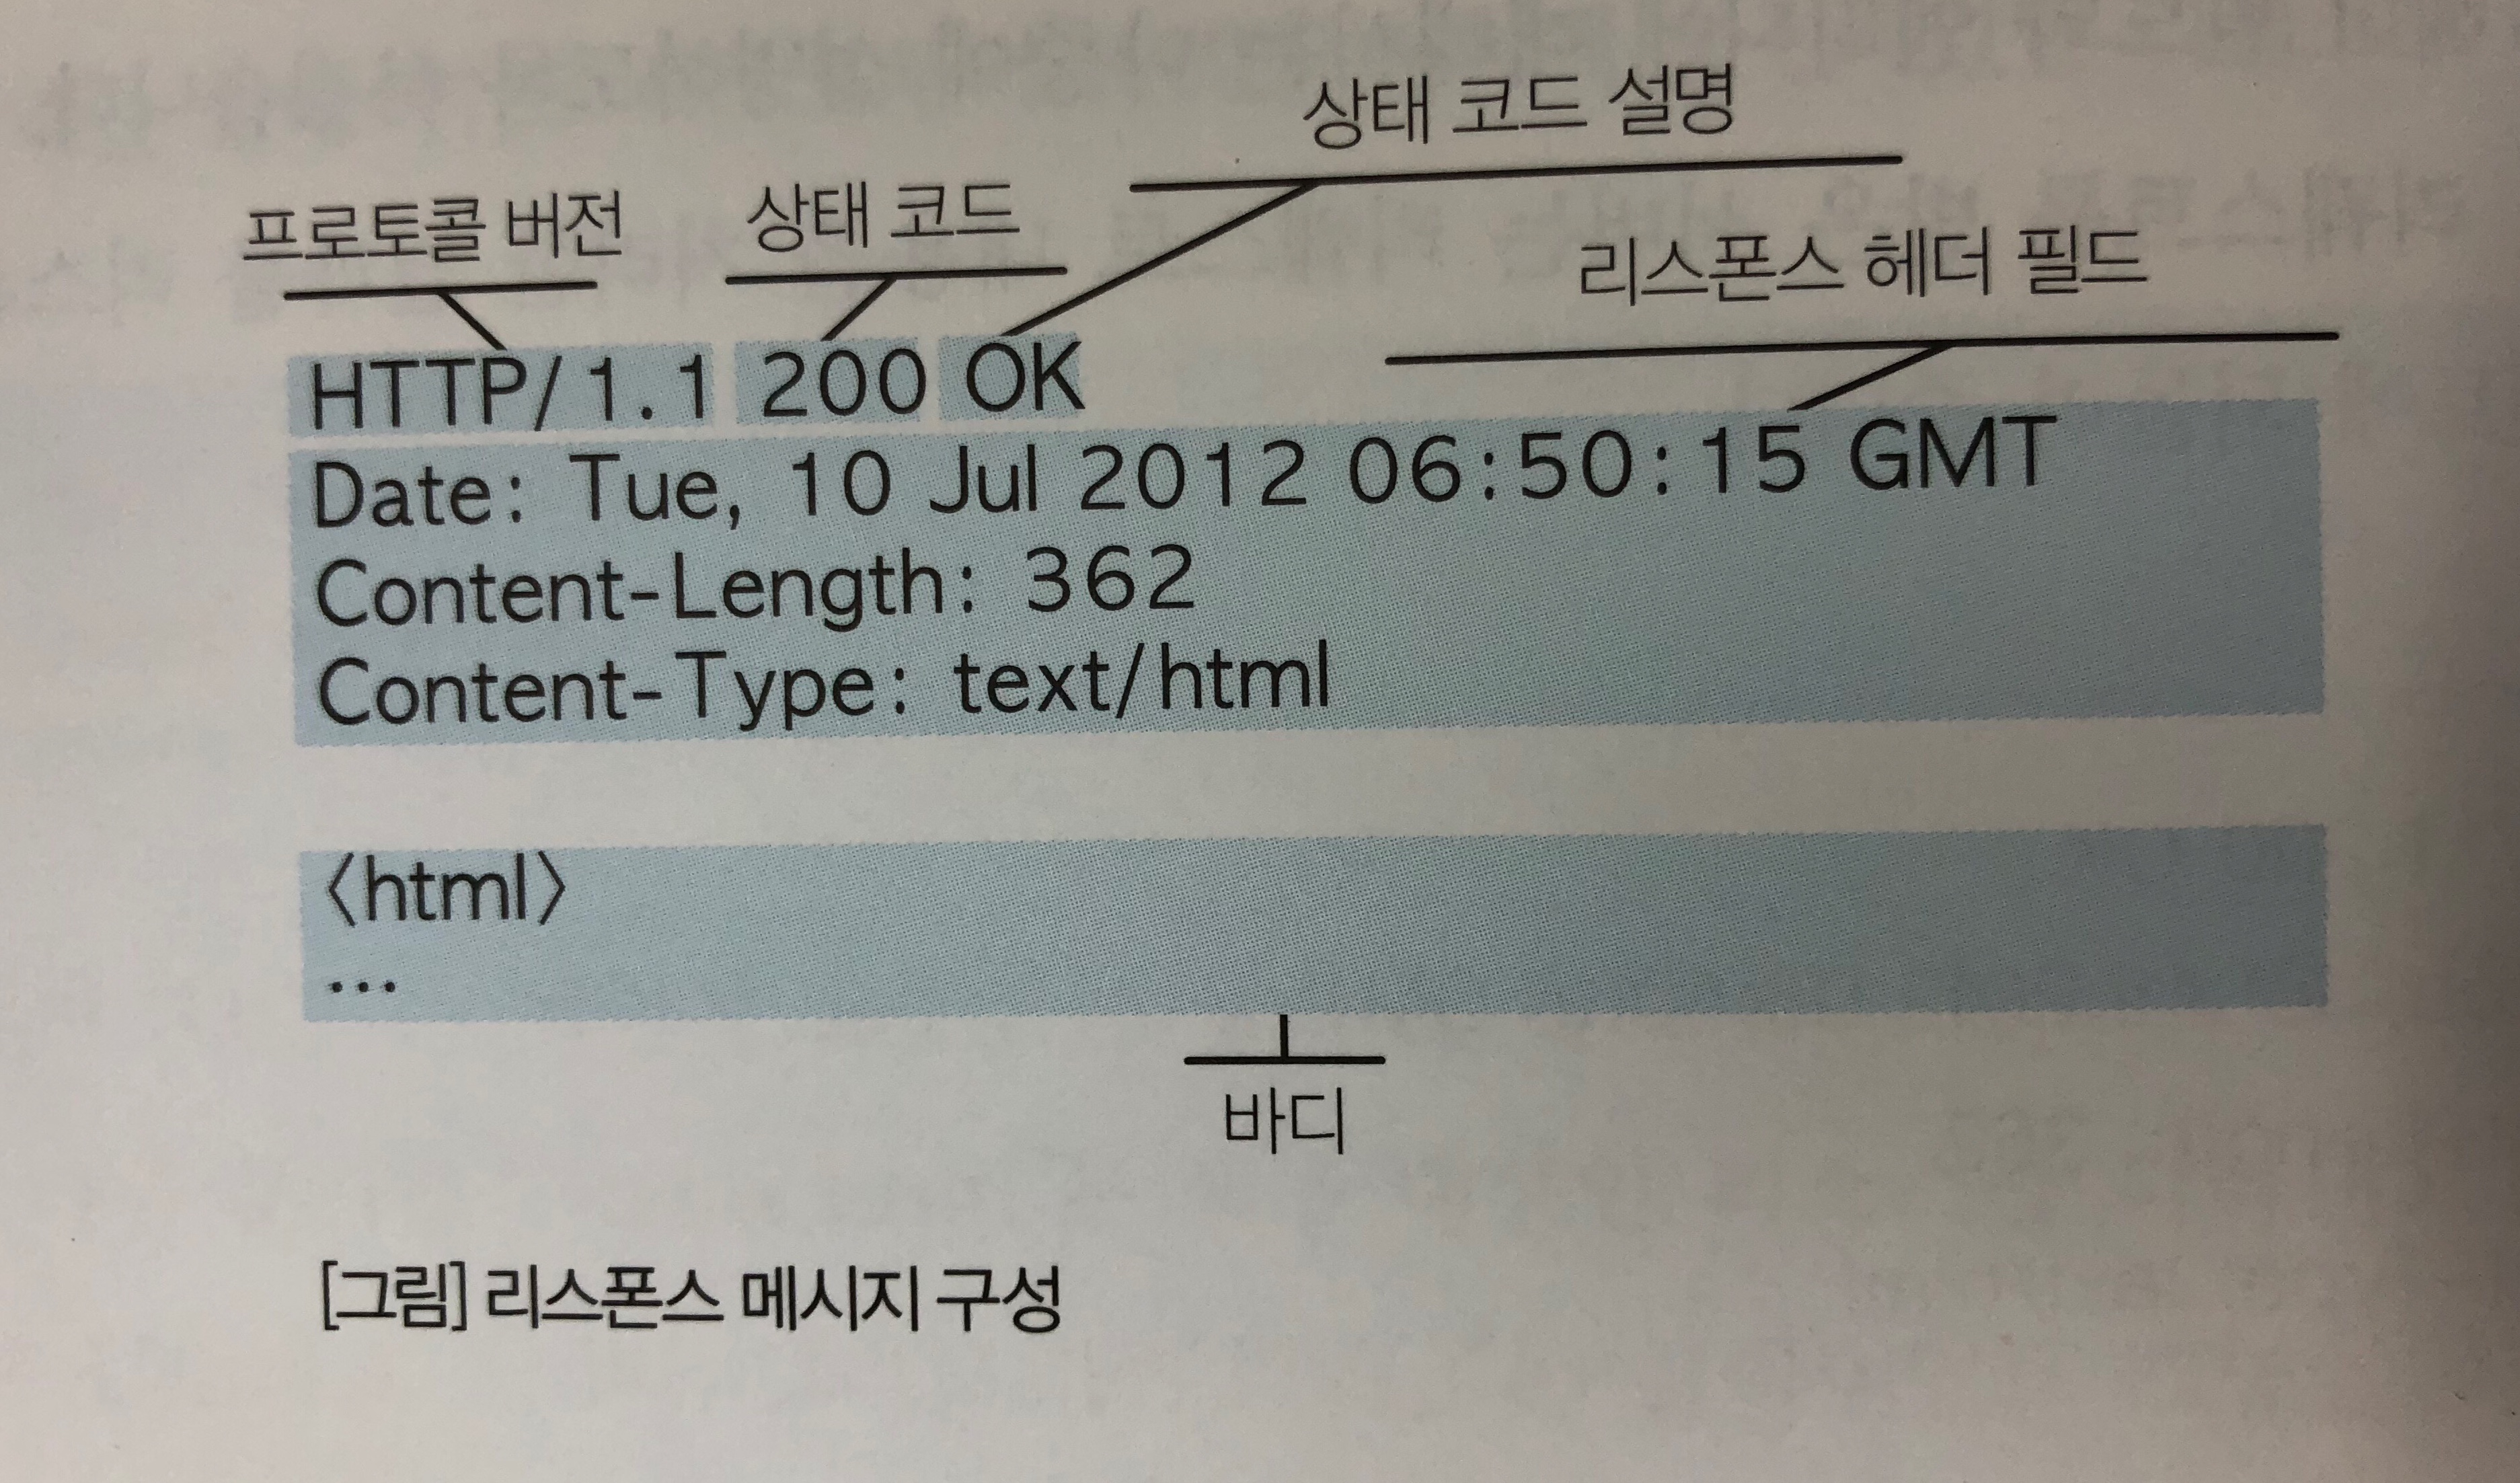 상태 코드 설명
프로토콜 버전 상태 코드
리스폰스 헤더 필드
HTTP/1.1 200 OK
Date: Tue, 10 Jul 2012 06:50:15 GMT
Content-Length: 362
Content-Type: text/html
〈html〉
...
바디
[그림] 리스폰스 메시지 구성